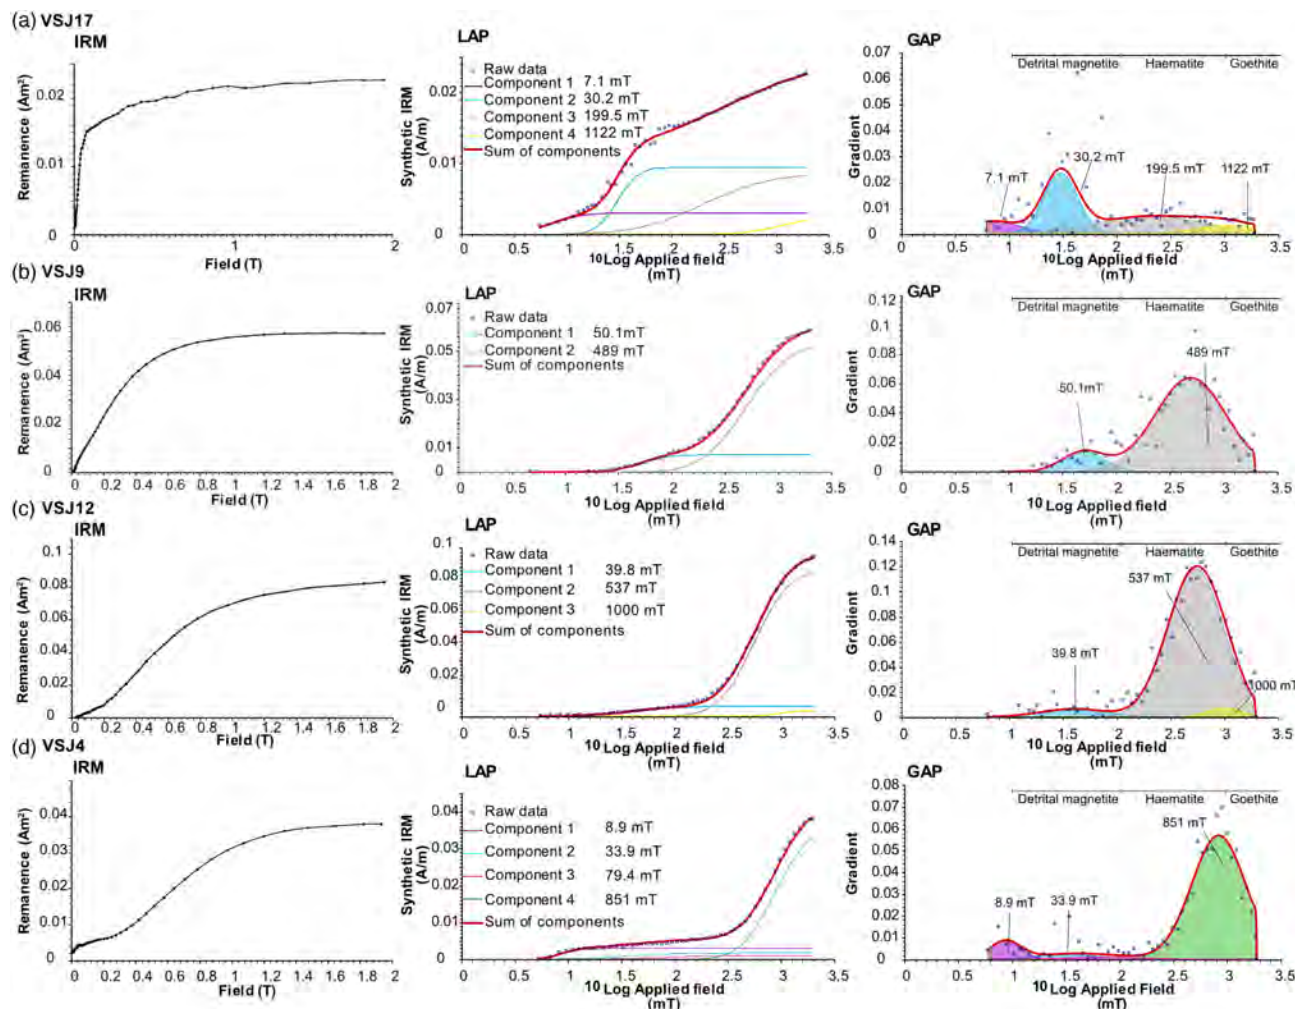 (a) VSJ17
IRM
Remanence (Am²)
0.02
0.01
0
0
1
2
Field (T)
LAP
Raw data
Component 1 7.1 mT
Component 2 30.2 mT
Component 3 199.5 mT
Component 4 1122 mT
Sum of components
Synthetic IRM
(A/m)
0.02
0.01
0
0 0.5 1 1.5 2 2.5 3 3.5
10 Log Applied field
(mT)
GAP
Detrital magnetite Haematite Goethite
Gradient
0.07
0.06
0.05
0.04
0.03
0.02
0.01
0
7.1 mT
30.2 mT
199.5 mT
1122 mT
0 0.5 1 1.5 2 2.5 3 3.5
10 Log Applied field
(mT)
(b) VSJ9
IRM
Remanence (Am²)
0.06
0.04
0.02
0
0 0.2 0.4 0.6 0.8 1 1.2 1.4 1.6 1.8 2
Field (T)
LAP
Raw data
Component 1 50.1mT
Component 2 489 mT
Sum of components
Synthetic IRM
(A/m)
0.07
0.05
0.03
0.01
0
0 0.5 1 1.5 2 2.5 3 3.5
10 Log Applied field
(mT)
GAP
Detrital magnetite Haematite Goethite
Gradient
0.12
0.1
0.08
0.06
0.04
0.02
0
50.1mT
489 mT
0 0.5 1 1.5 2 2.5 3 3.5
10 Log Applied field
(mT)
(c) VSJ12
IRM
Remanence (Am²)
0.1
0.08
0.06
0.04
0.02
0
0 0.2 0.4 0.6 0.8 1 1.2 1.4 1.6 1.8 2
Field (T)
LAP
Raw data
Component 1 39.8 mT
Component 2 537 mT
Component 3 1000 mT
Sum of components
Synthetic IRM
(A/m)
0.1
0.08
0.06
0.04
0.02
0
0 0.5 1 1.5 2 2.5 3 3.5
10 Log Applied field
(mT)
GAP
Detrital magnetite Haematite Goethite
Gradient
0.14
0.12
0.1
0.08
0.06
0.04
0.02
0
39.8 mT
537 mT
1000 mT
0 0.5 1 1.5 2 2.5 3 3.5
10 Log Applied field
(mT)
(d) VSJ4
IRM
Remanence (Am²)
0.04
0.03
0.02
0.01
0
0 0.2 0.4 0.6 0.8 1 1.2 1.4 1.6 1.8 2
Field (T)
LAP
Raw data
Component 1 8.9 mT
Component 2 33.9 mT
Component 3 79.4 mT
Component 4 851 mT
Sum of components
Synthetic IRM
(A/m)
0.04
0.03
0.02
0.01
0
0 0.5 1 1.5 2 2.5 3 3.5
10 Log Applied field
(mT)
GAP
Detrital magnetite Haematite Goethite
Gradient
0.08
0.07
0.06
0.05
0.04
0.03
0.02
0.01
0
8.9 mT
33.9 mT
851 mT
0 0.5 1 1.5 2 2.5 3 3.5
10 Log Applied Field
(mT)